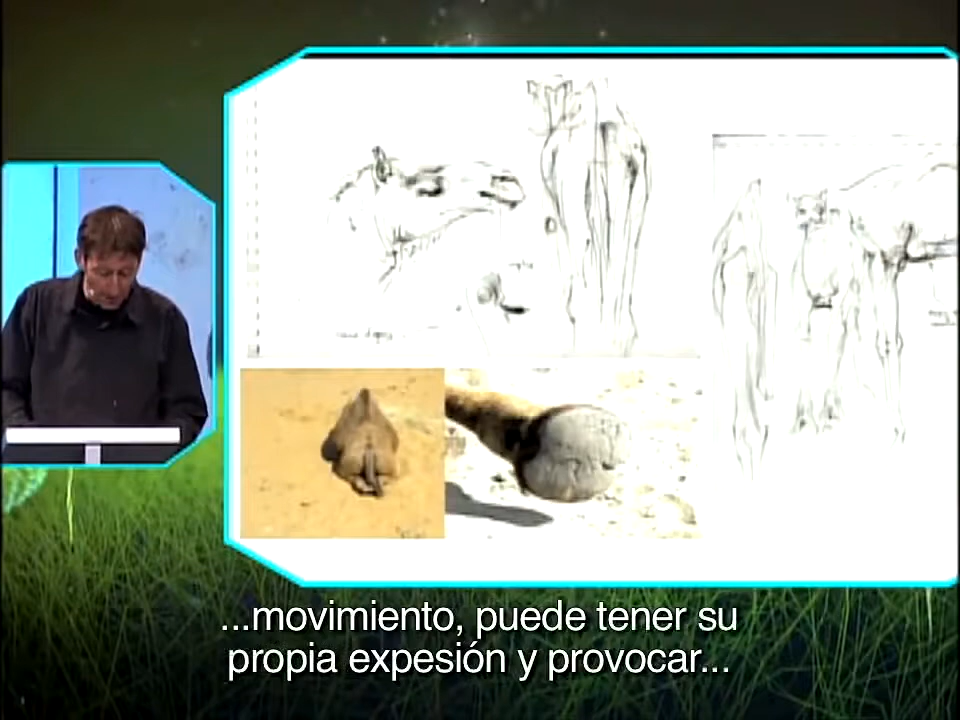 ...movimiento, puede tener su
propia expesión y provocar...